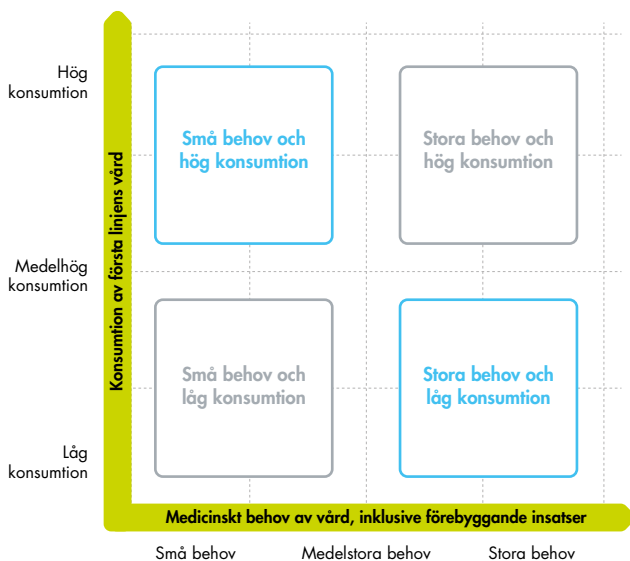 Hög
konsumtion
Små behov och
hög konsumtion
Stora behov och
hög konsumtion
Konsumtion av första linjens vård
Medelhög
konsumtion
Små behov och
låg konsumtion
Stora behov och
låg konsumtion
Låg
konsumtion
Medicinskt behov av vård, inklusive förebyggande insatser
Små behov
Medelstora behov
Stora behov